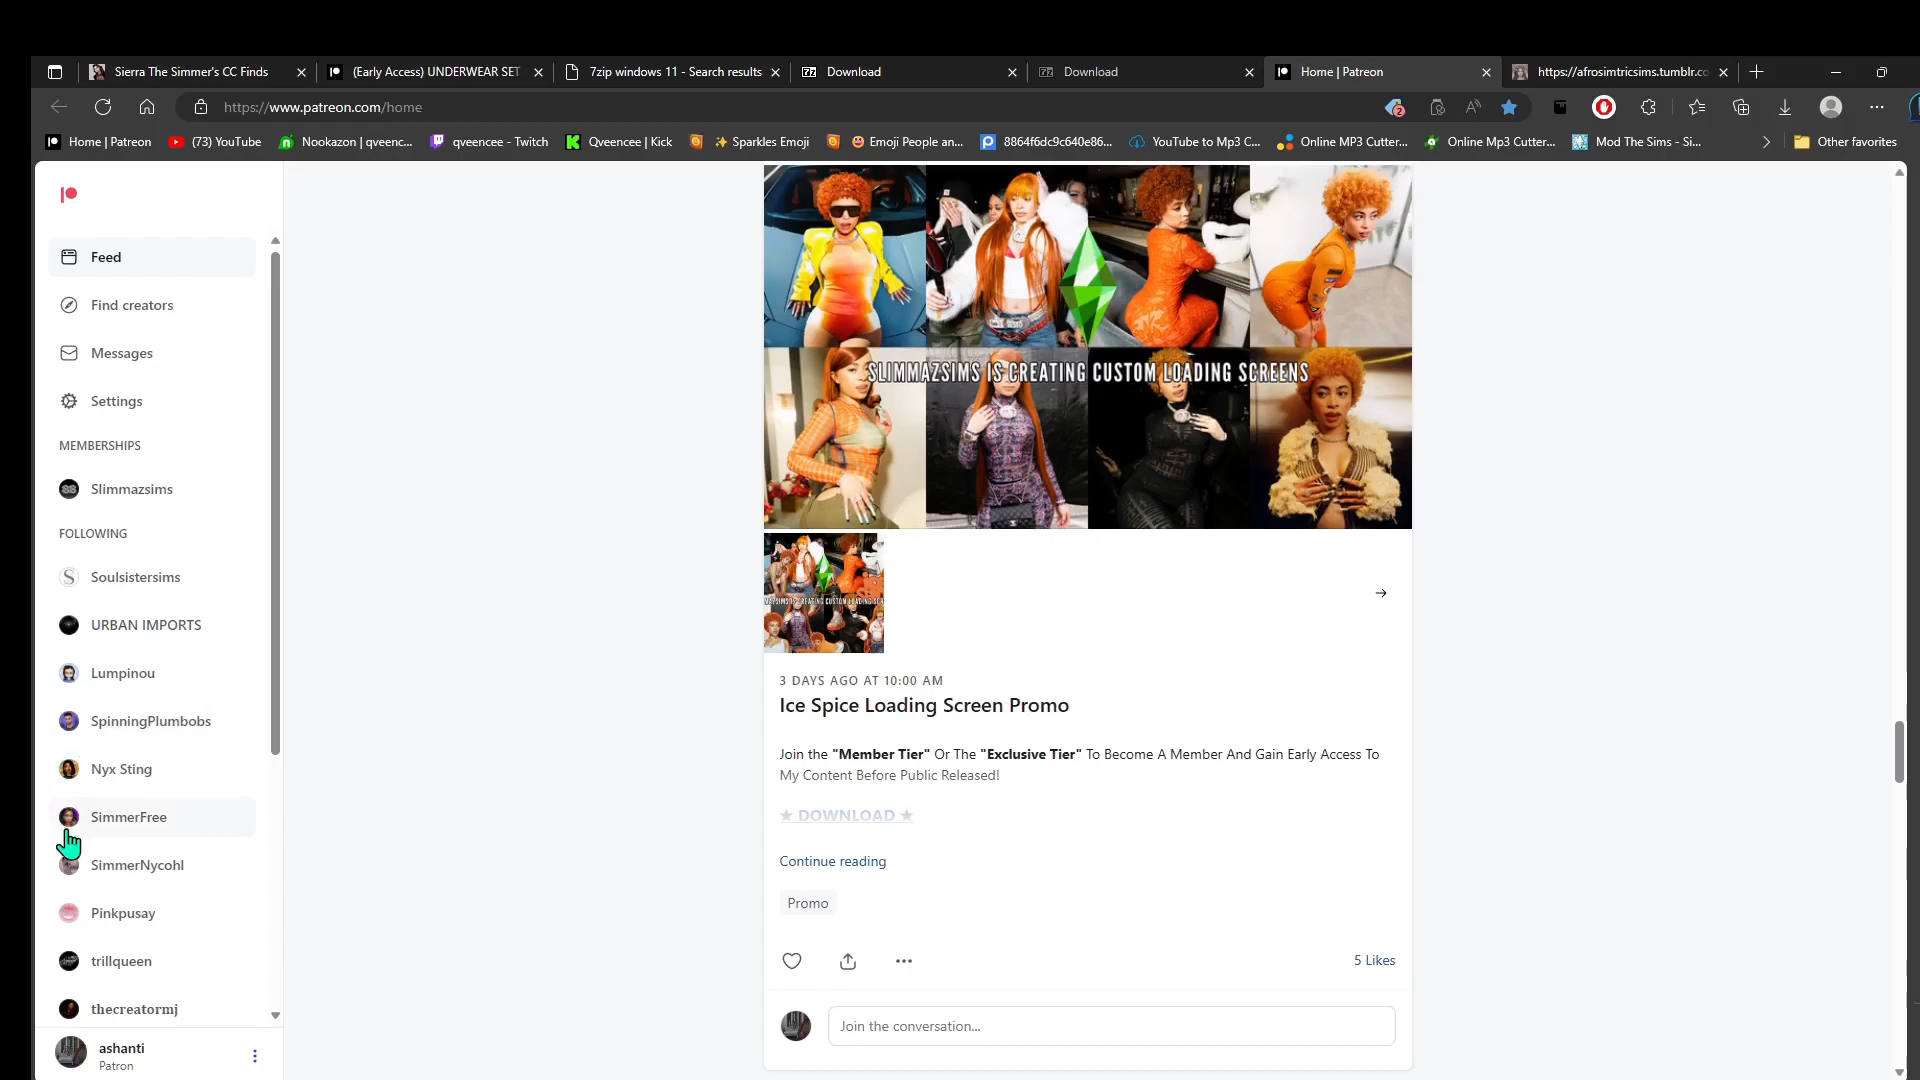 Sierra The Simmer's CC Finds
(Early Access) UNDERWEAR SET
7zip windows 11 - Search results
Download
Download
Home | Patreon
https://afrosimtricsims.tumblr.cc
https://www.patreon.com/home
Home | Patreon
(73) YouTube
Nookazon | qveenc...
qveencee - Twitch
Qveencee | Kick
✨ Sparkles Emoji
😃 Emoji People an...
8864f6dc9c640e86...
YouTube to Mp3 C...
Online MP3 Cutter...
Online MP3 Cutter...
Mod The Sims - Si...
Other favorites
Feed
Find creators
Messages
Settings
MEMBERSHIPS
Slimmazsims
FOLLOWING
Soulsistersims
URBAN IMPORTS
Lumpinou
SpinningPlumbobs
Nyx Sting
SimmerFree
SimmerNycohl
Pinkpusay
trillqueen
thecreatormj
ashanti
Patron
SLIMMAZSIMS IS CREATING CUSTOM LOADING SCREENS
3 DAYS AGO AT 10:00 AM
Ice Spice Loading Screen Promo
Join the "Member Tier" Or The "Exclusive Tier" To Become A Member And Gain Early Access To
My Content Before Public Released!
★ DOWNLOAD ★
Continue reading
Promo
5 Likes
Join the conversation...